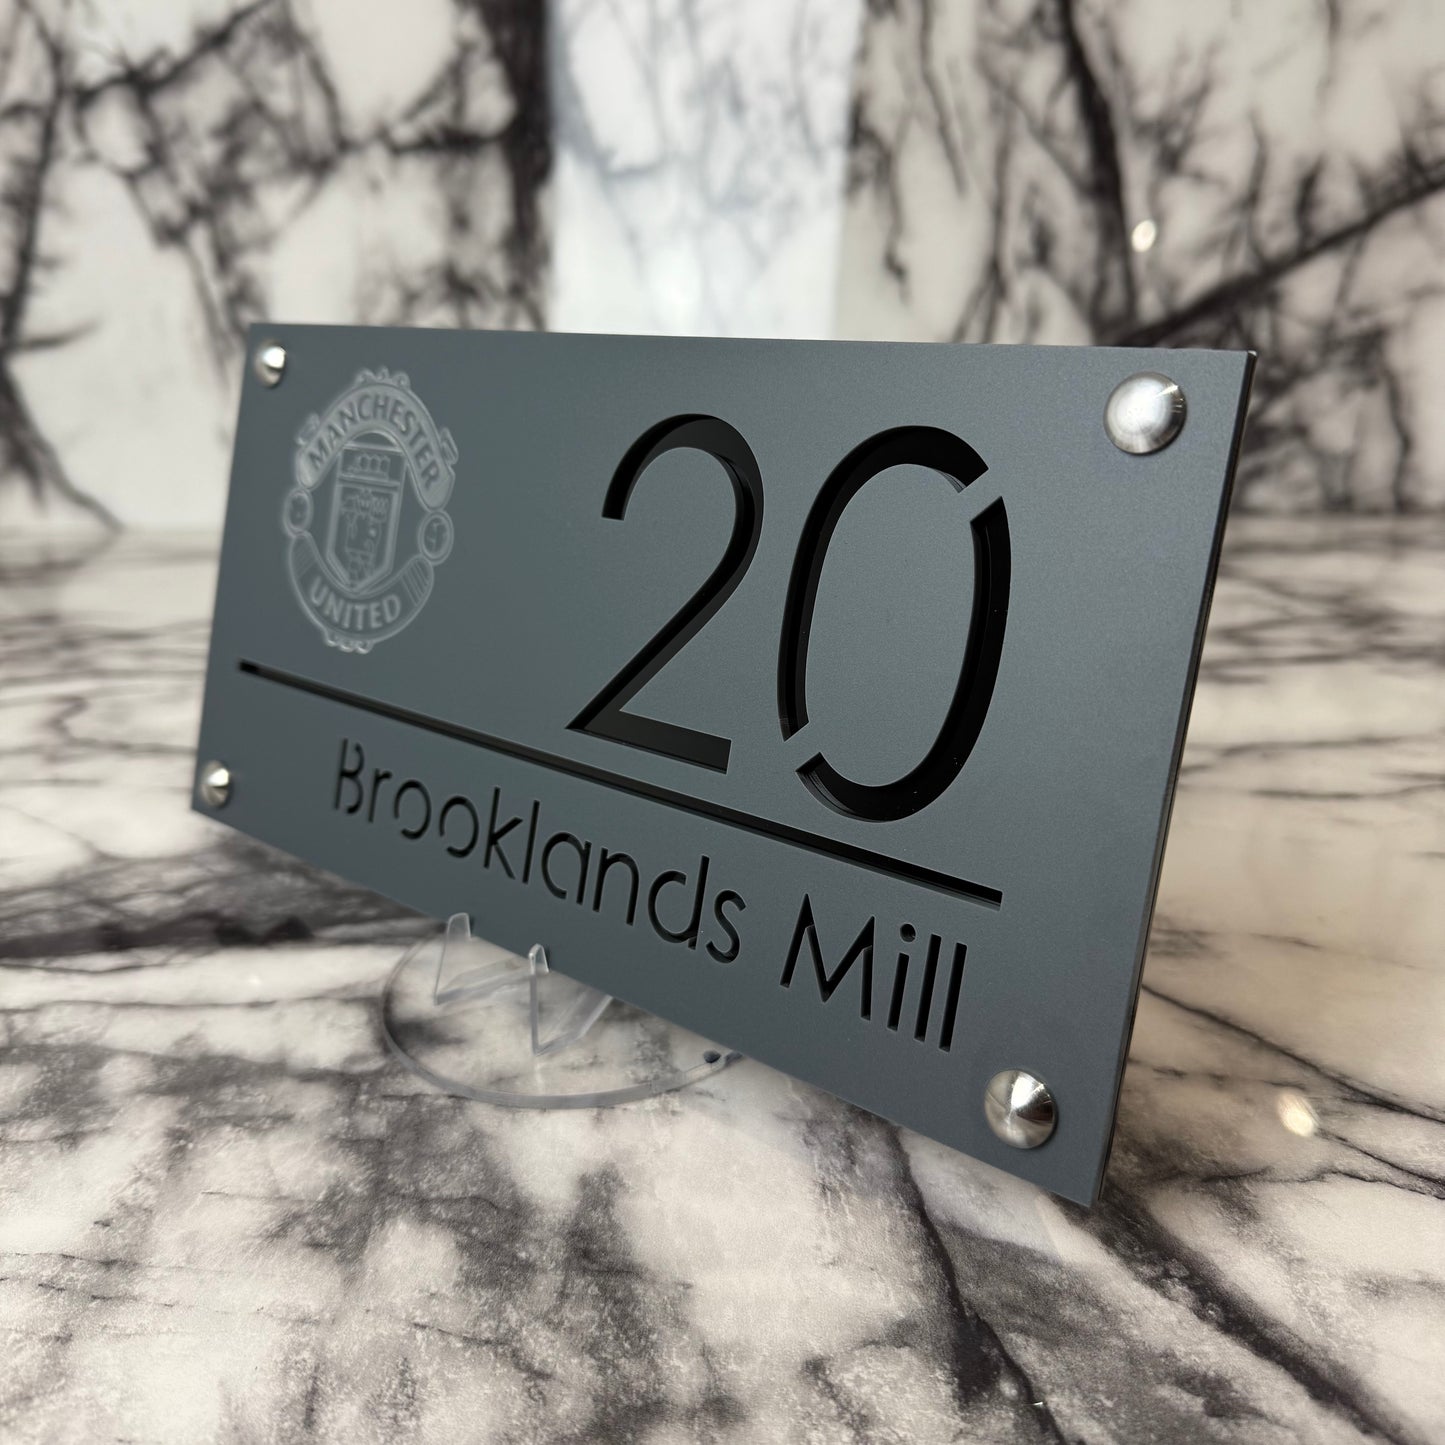 MANCHESTER
UNITED
20
Brooklands Mill